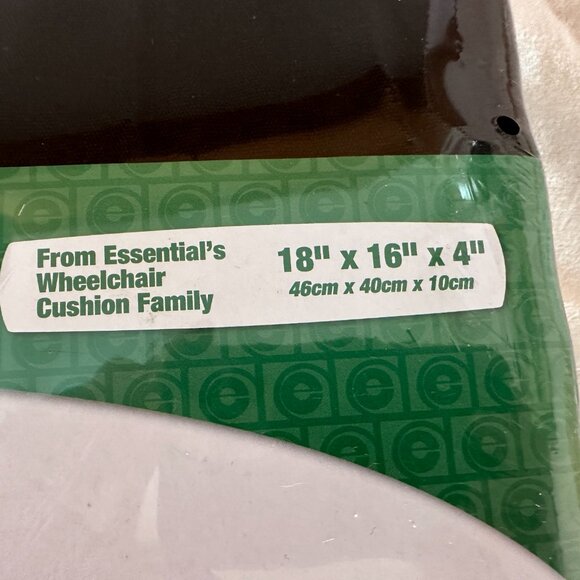 From Essential's
Wheelchair
Cushion Family
18" x 16" x 4"
46cm x 40cm x 10cm